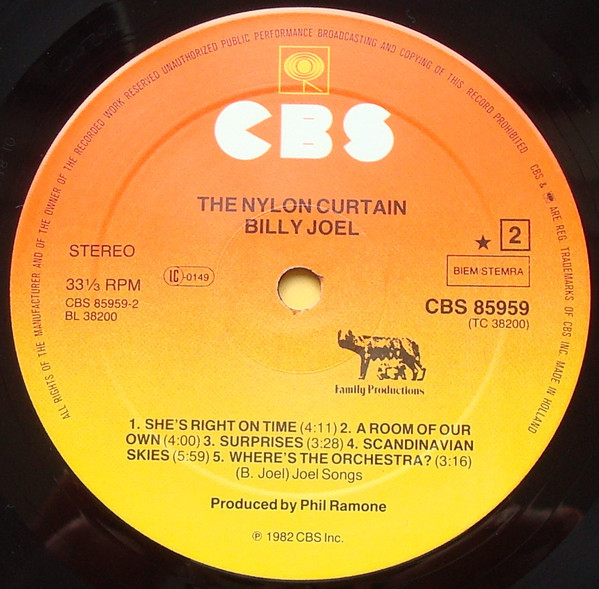 ALL RIGHTS OF THE MANUFACTURER AND OF THE OWNER OF THE RECORDED WORK RESERVED UNAUTHORIZED PUBLIC PERFORMANCE BROADCASTING AND COPYING OF THIS RECORD PROHIBITED CBS & ARE REG. TRADEMARKS OF CBS INC. MADE IN HOLLAND
CBS
THE NYLON CURTAIN
BILLY JOEL
STEREO
★ 2
33⅓ RPM
IC -0149
BIEM STEMRA
CBS 85959-2
BL 38200
CBS 85959
(TC 38200)
Family Productions
1. SHE'S RIGHT ON TIME (4:11) 2. A ROOM OF OUR
OWN (4:00) 3. SURPRISES (3:28) 4. SCANDINAVIAN
SKIES (5:59) 5. WHERE'S THE ORCHESTRA? (3:16)
(B. Joel) Joel Songs
Produced by Phil Ramone
℗ 1982 CBS Inc.